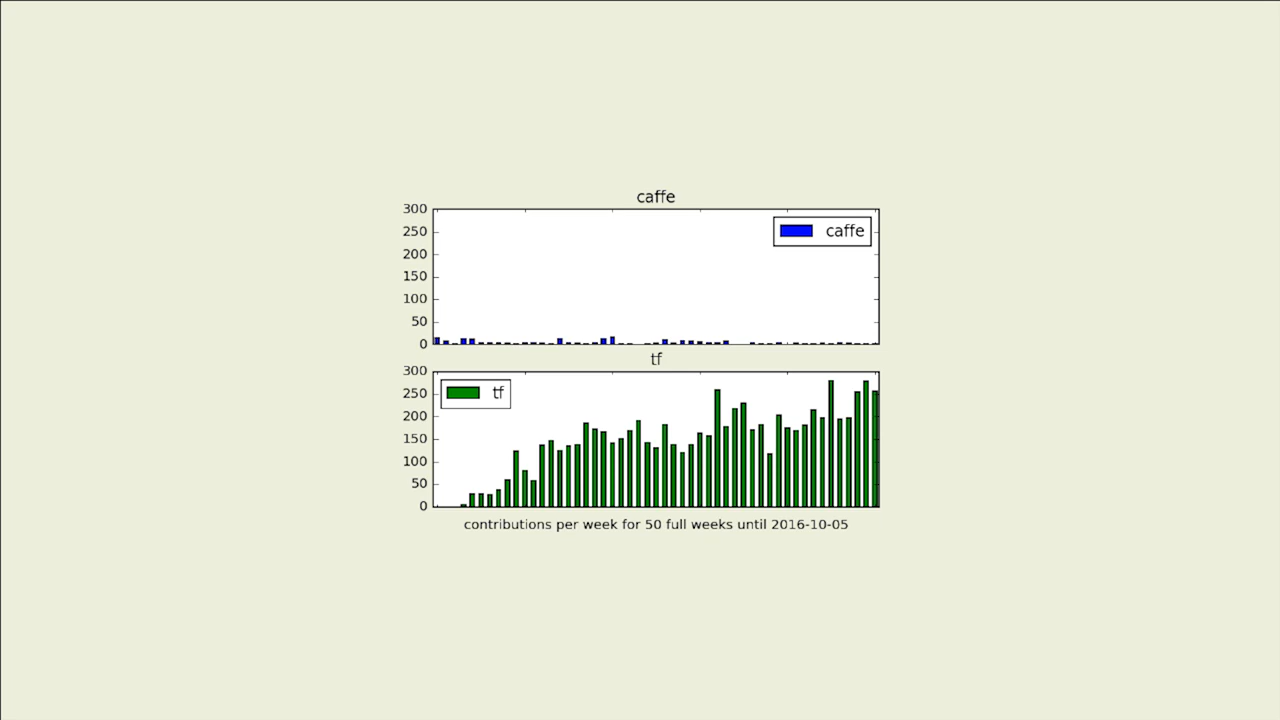 caffe
300
250
200
150
100
50
0
caffe
tf
300
250
200
150
100
50
0
tf
contributions per week for 50 full weeks until 2016-10-05